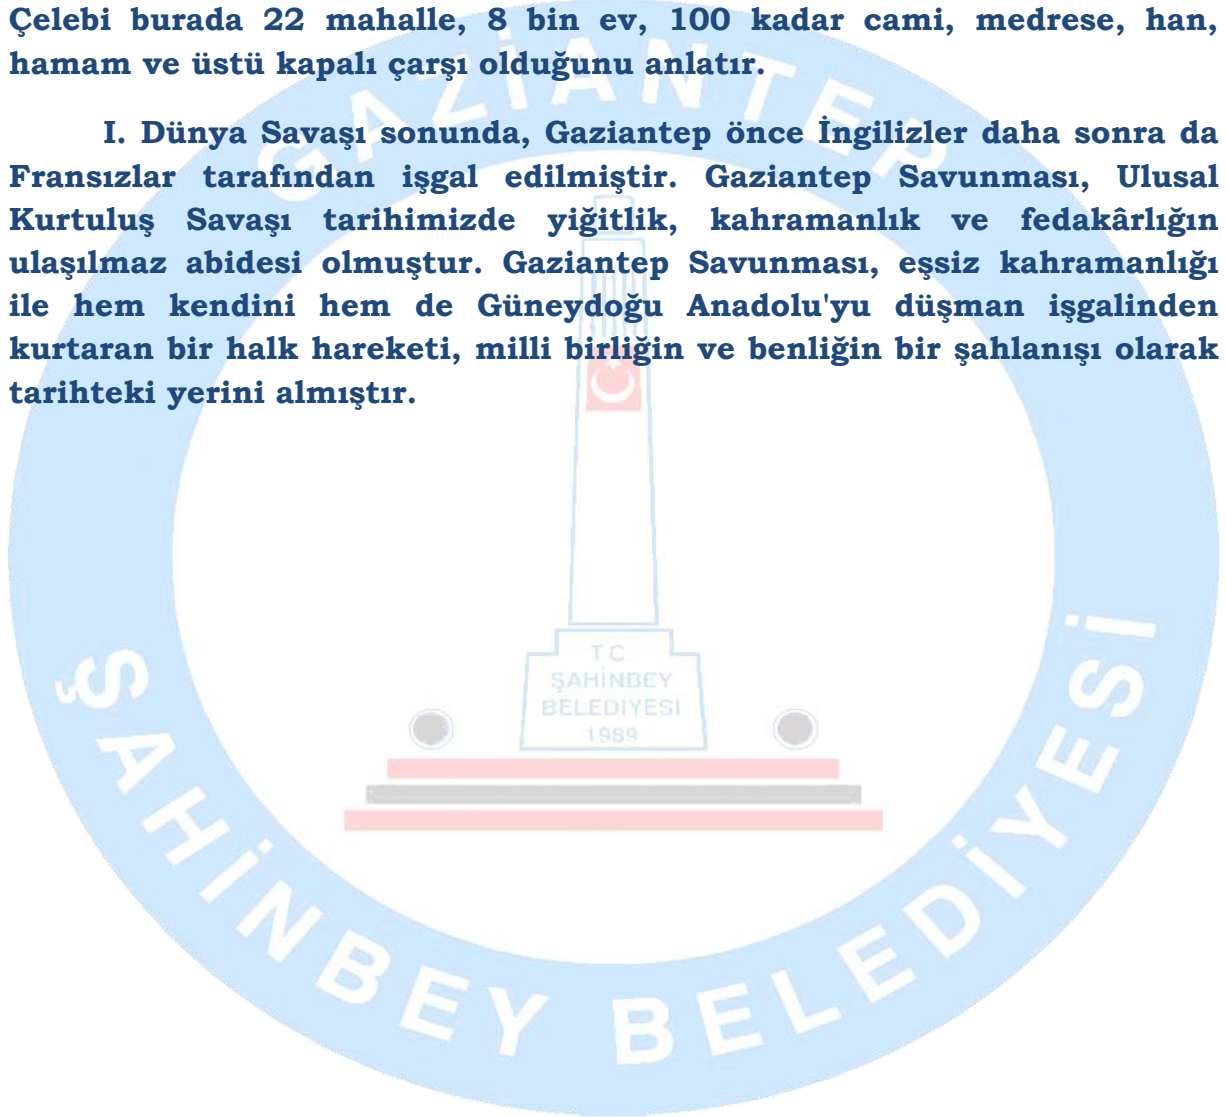 Çelebi burada 22 mahalle, 8 bin ev, 100 kadar cami, medrese, han,
hamam ve üstü kapalı çarşı olduğunu anlatır.
I. Dünya Savaşı sonunda, Gaziantep önce İngilizler daha sonra da
Fransızlar tarafından işgal edilmiştir. Gaziantep Savunması, Ulusal
Kurtuluş Savaşı tarihimizde yiğitlik, kahramanlık ve fedakârlığın
ulaşılmaz abidesi olmuştur. Gaziantep Savunması, eşsiz kahramanlığı
ile hem kendini hem de Güneydoğu Anadolu'yu düşman işgalinden
kurtaran bir halk hareketi, milli birliğin ve benliğin bir şahlanışı olarak
tarihteki yerini almıştır.
GAZİANTEP
T C
ŞAHİNBEY
BELEDİYESİ
1989
ŞAHİNBEY BELEDİYESİ